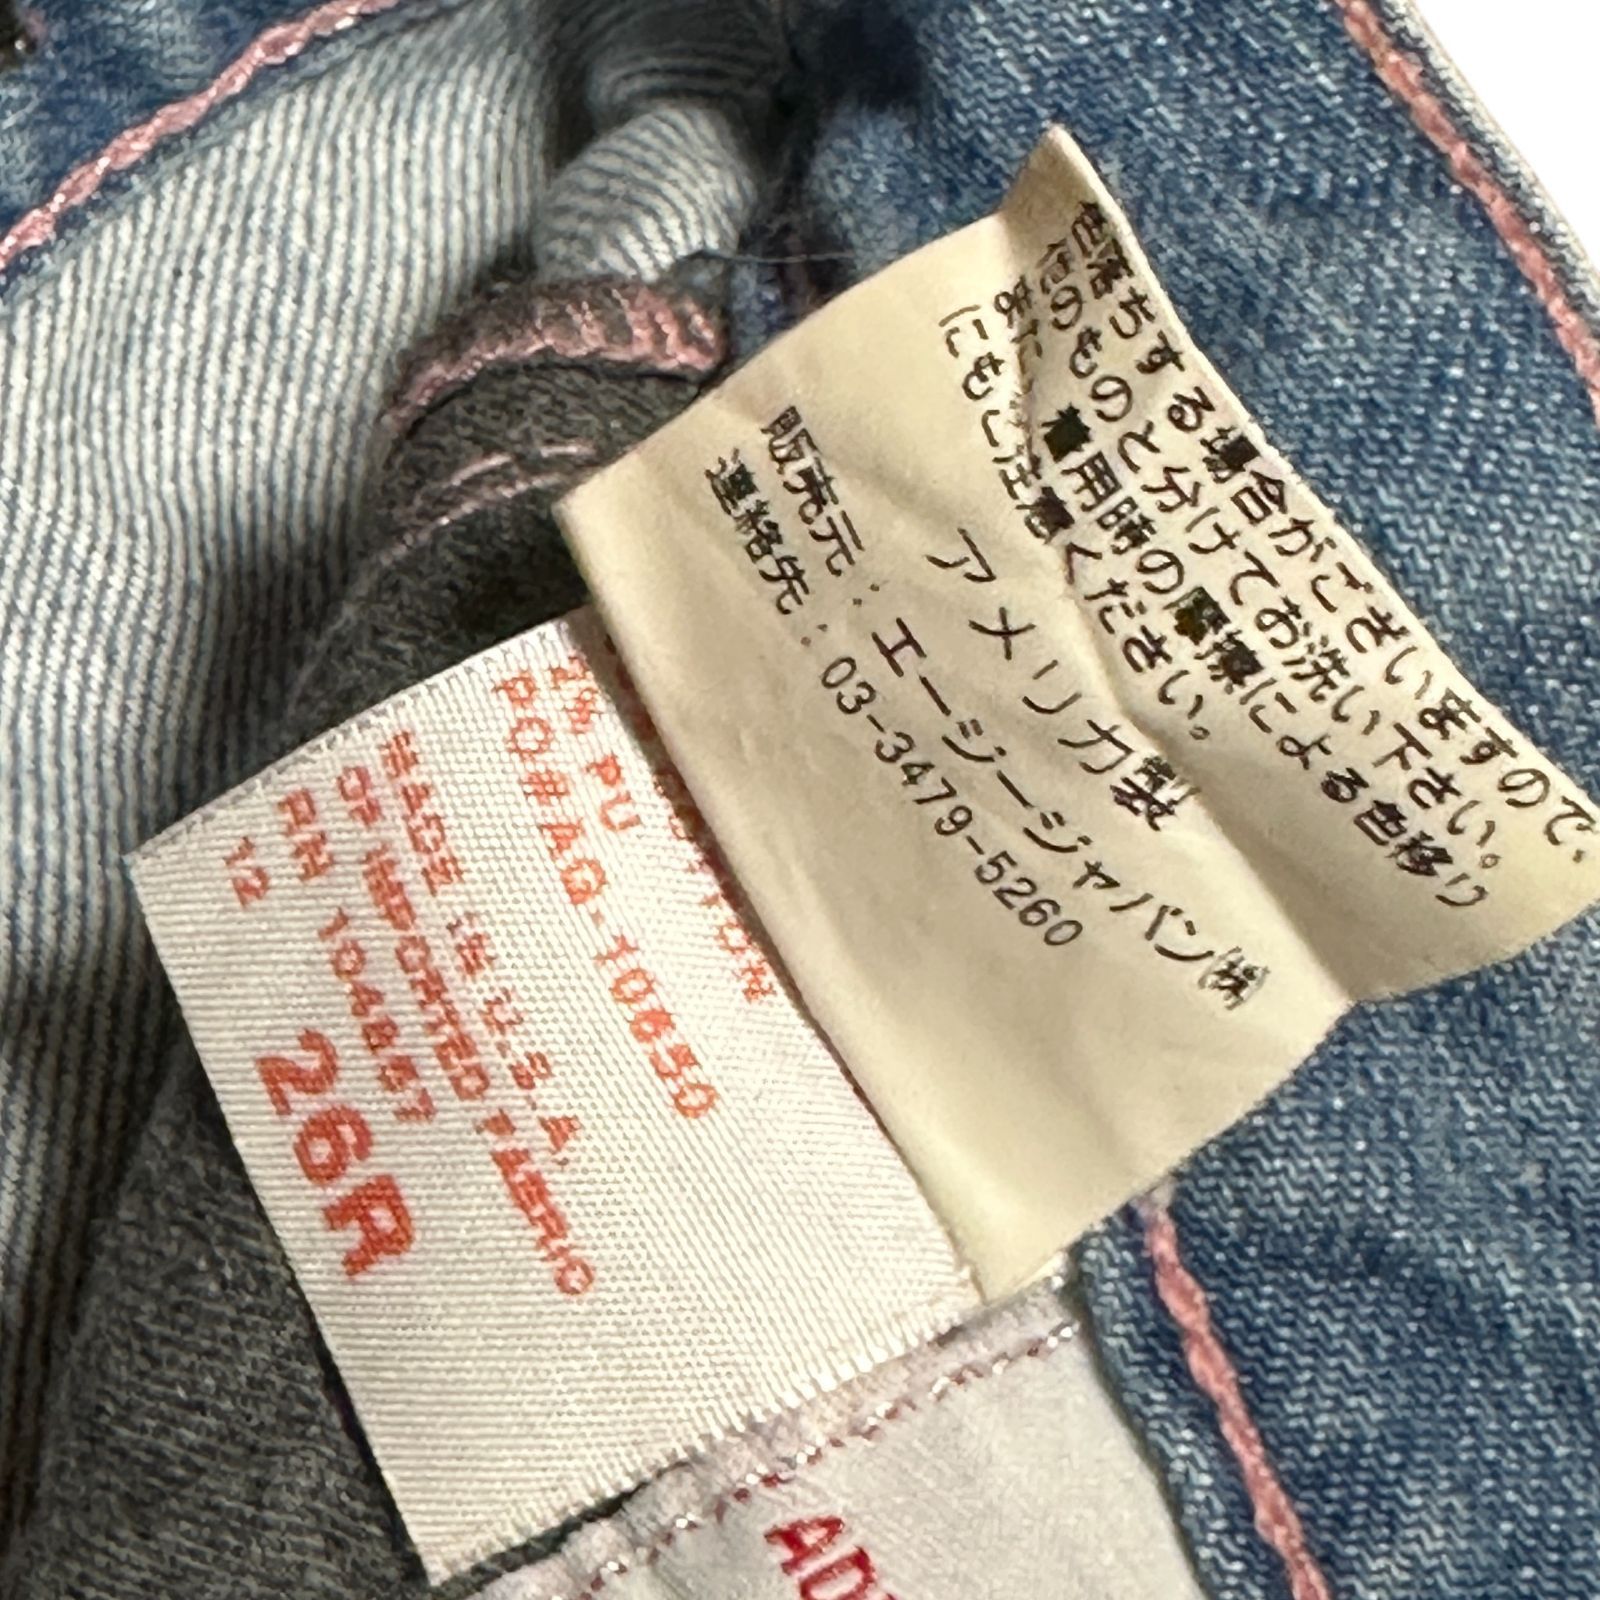 色落ちする場合がございますので、
他のものと分けてお洗い下さい。
また、着用時の摩擦による色移り
にもご注意ください。
アメリカ製
販売元：エージージャパン㈱
連絡先：03-3479-5260
2% PU
PO#AG-10650
MADE IN U.S.A.
OF IMPORTED FABRIC
RN 104857
12
26R